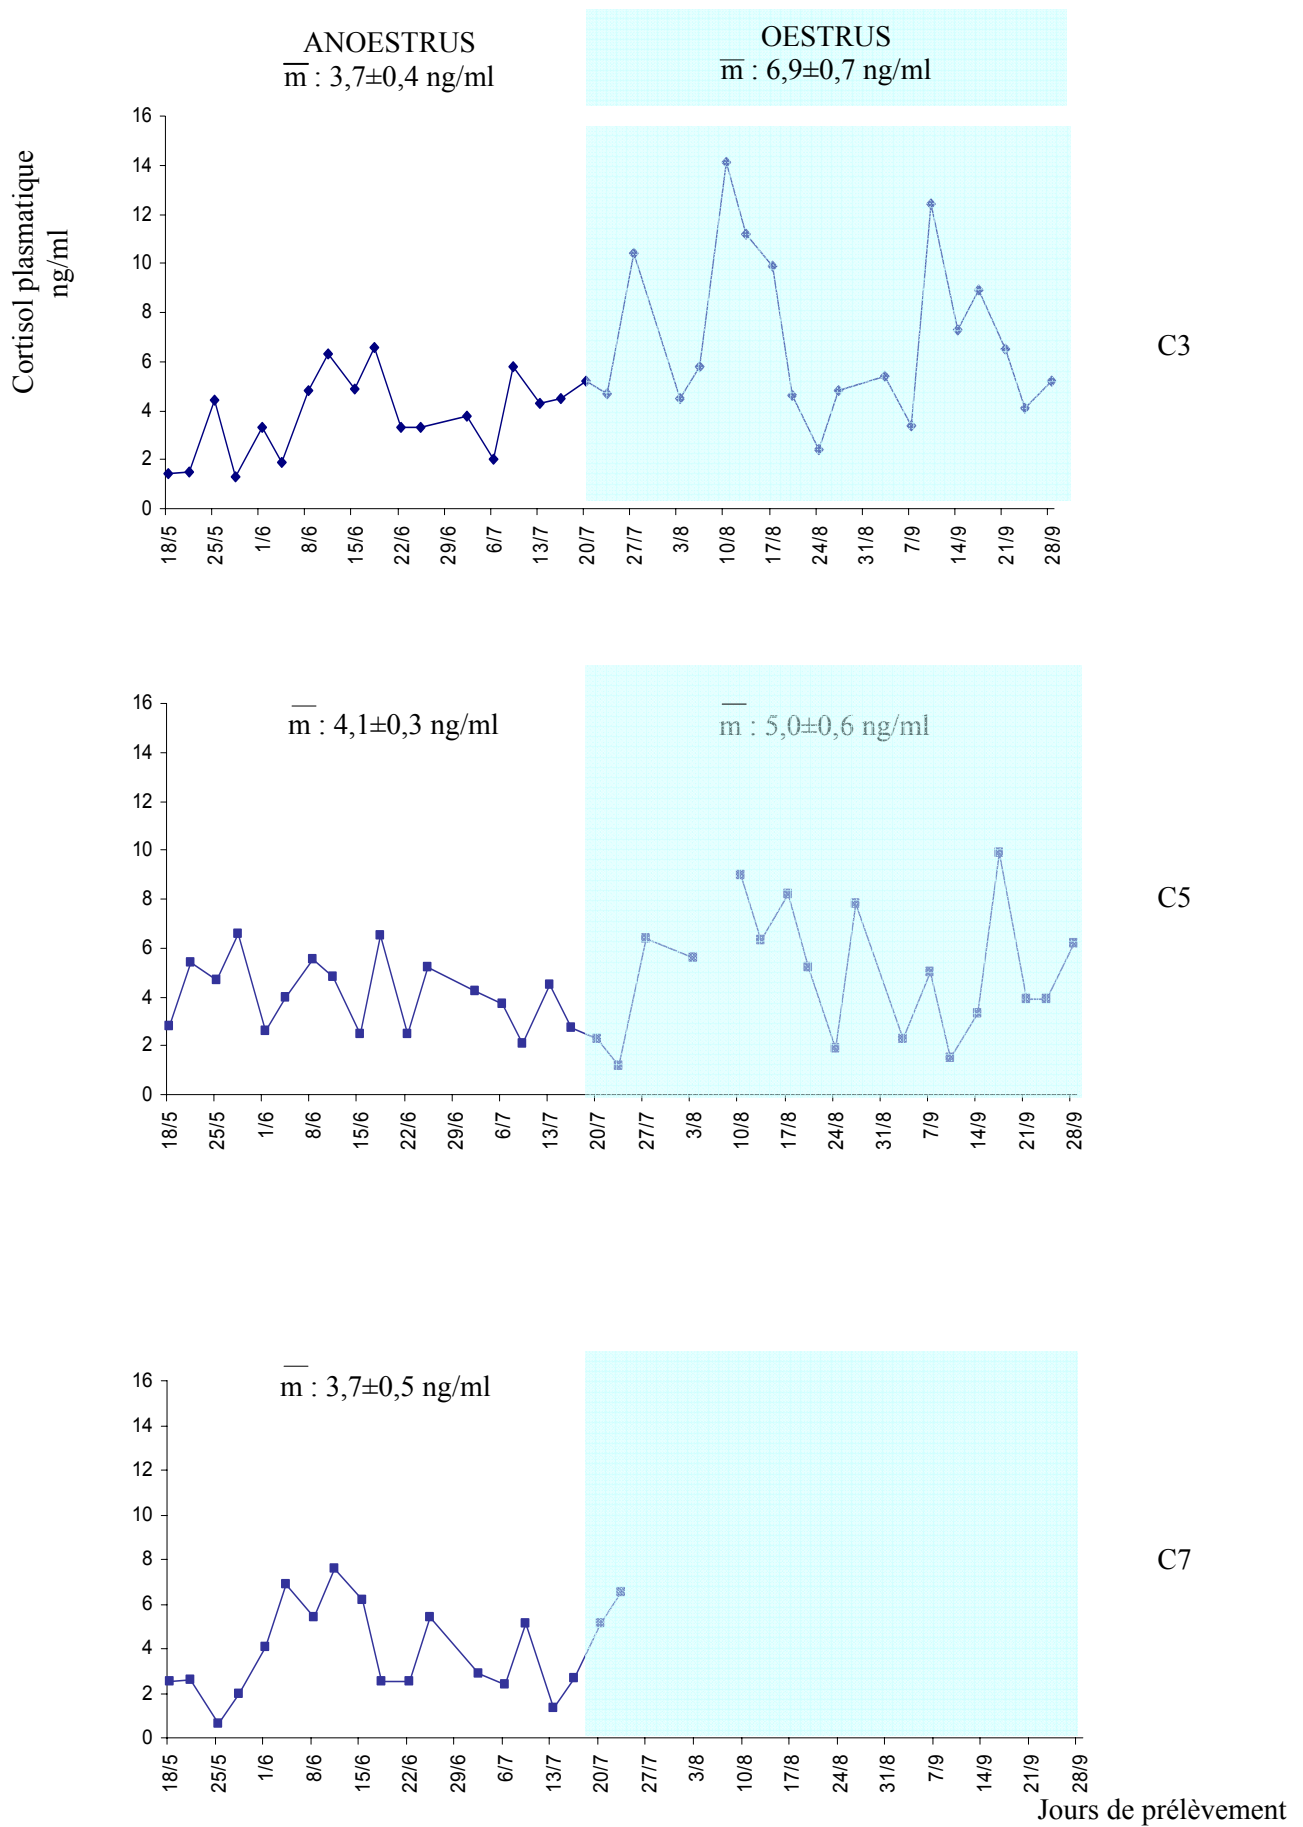 ANOESTRUS
m : 3,7±0,4 ng/ml
OESTRUS
m : 6,9±0,7 ng/ml
Cortisol plasmatique
ng/ml
16
14
12
10
8
6
4
2
0
18/5 25/5 1/6 8/6 15/6 22/6 29/6 6/7 13/7 20/7 27/7 3/8 10/8 17/8 24/8 31/8 7/9 14/9 21/9 28/9
C3
m : 4,1±0,3 ng/ml
m : 5,0±0,6 ng/ml
16
14
12
10
8
6
4
2
0
18/5 25/5 1/6 8/6 15/6 22/6 29/6 6/7 13/7 20/7 27/7 3/8 10/8 17/8 24/8 31/8 7/9 14/9 21/9 28/9
C5
m : 3,7±0,5 ng/ml
16
14
12
10
8
6
4
2
0
18/5 25/5 1/6 8/6 15/6 22/6 29/6 6/7 13/7 20/7 27/7 3/8 10/8 17/8 24/8 31/8 7/9 14/9 21/9 28/9
C7
Jours de prélèvement